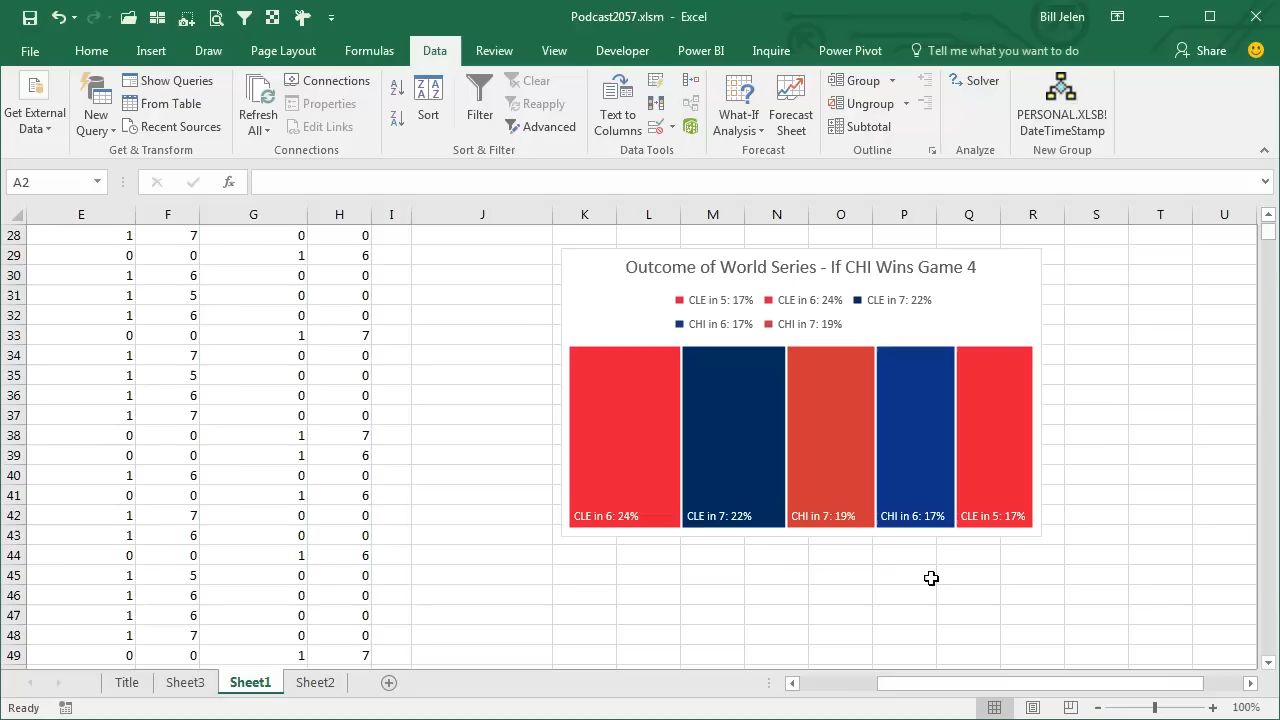 Podcast2057.xlsm - Excel
Bill Jelen
File Home Insert Draw Page Layout Formulas Data Review View Developer Power BI Inquire Power Pivot Tell me what you want to do Share
Get External Data
New Query
Show Queries
From Table
Recent Sources
Get & Transform
Refresh All
Connections
Properties
Edit Links
Connections
Sort
Filter
Clear
Reapply
Advanced
Sort & Filter
Text to Columns
Data Tools
What-If Analysis
Forecast Sheet
Forecast
Group
Ungroup
Subtotal
Outline
Solver
Analyze
PERSONAL.XLSB!
DateTimeStamp
New Group
A2
fx
E F G H I J K L M N O P Q R S T U
28 1 7 0 0
29 0 0 1 6
30 1 6 0 0
31 1 5 0 0
32 1 6 0 0
33 0 0 1 7
34 1 7 0 0
35 1 5 0 0
36 1 6 0 0
37 1 7 0 0
38 0 0 1 7
39 0 0 1 6
40 1 6 0 0
41 0 0 1 6
42 1 7 0 0
43 1 6 0 0
44 0 0 1 6
45 1 5 0 0
46 1 6 0 0
47 1 6 0 0
48 1 7 0 0
49 0 0 1 7
Outcome of World Series - If CHI Wins Game 4
CLE in 5: 17% CLE in 6: 24% CLE in 7: 22%
CHI in 6: 17% CHI in 7: 19%
CLE in 6: 24% CLE in 7: 22% CHI in 7: 19% CHI in 6: 17% CLE in 5: 17%
Title Sheet3 Sheet1 Sheet2
Ready
100%